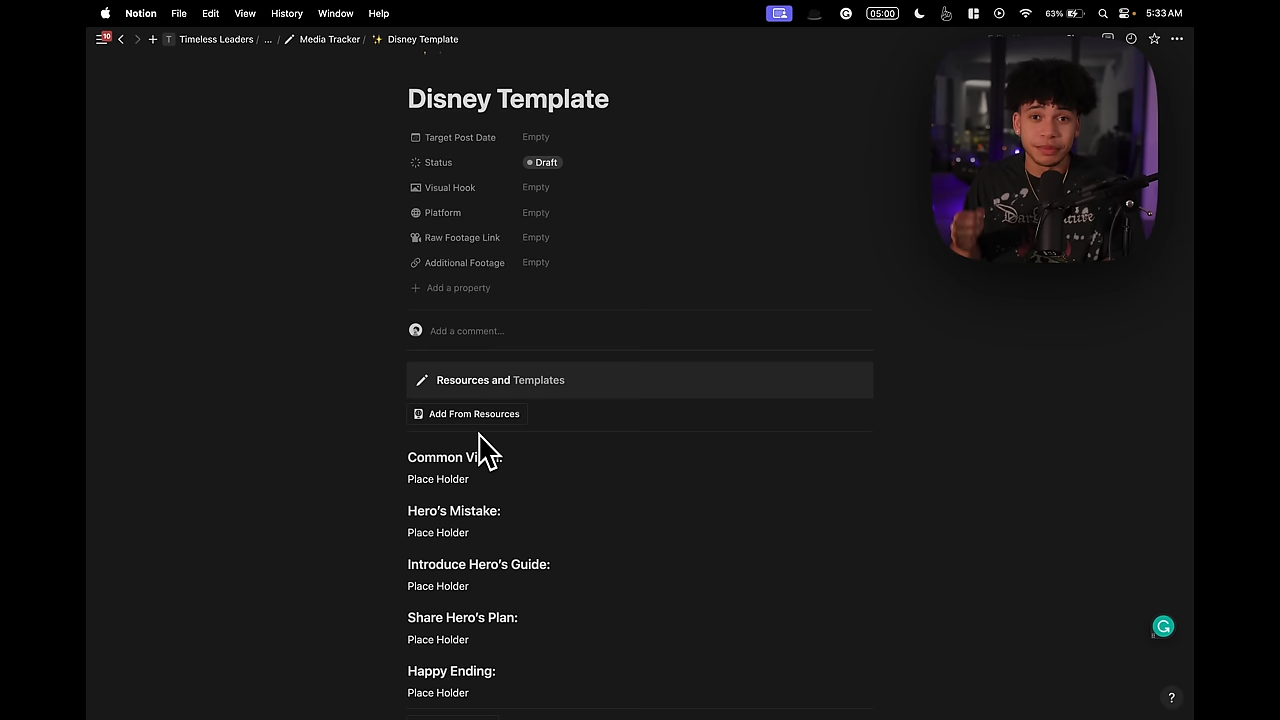 Notion File Edit View History Window Help 05:00 63% 5:33 AM
10 T Timeless Leaders / ... / Media Tracker / Disney Template
Disney Template
Target Post Date Empty
Status Draft
Visual Hook Empty
Platform Empty
Raw Footage Link Empty
Additional Footage Empty
Add a property
Add a comment...
Resources and Templates
Add From Resources
Common
Place Holder
Hero's Mistake:
Place Holder
Introduce Hero's Guide:
Place Holder
Share Hero's Plan:
Place Holder
Happy Ending:
Place Holder
?